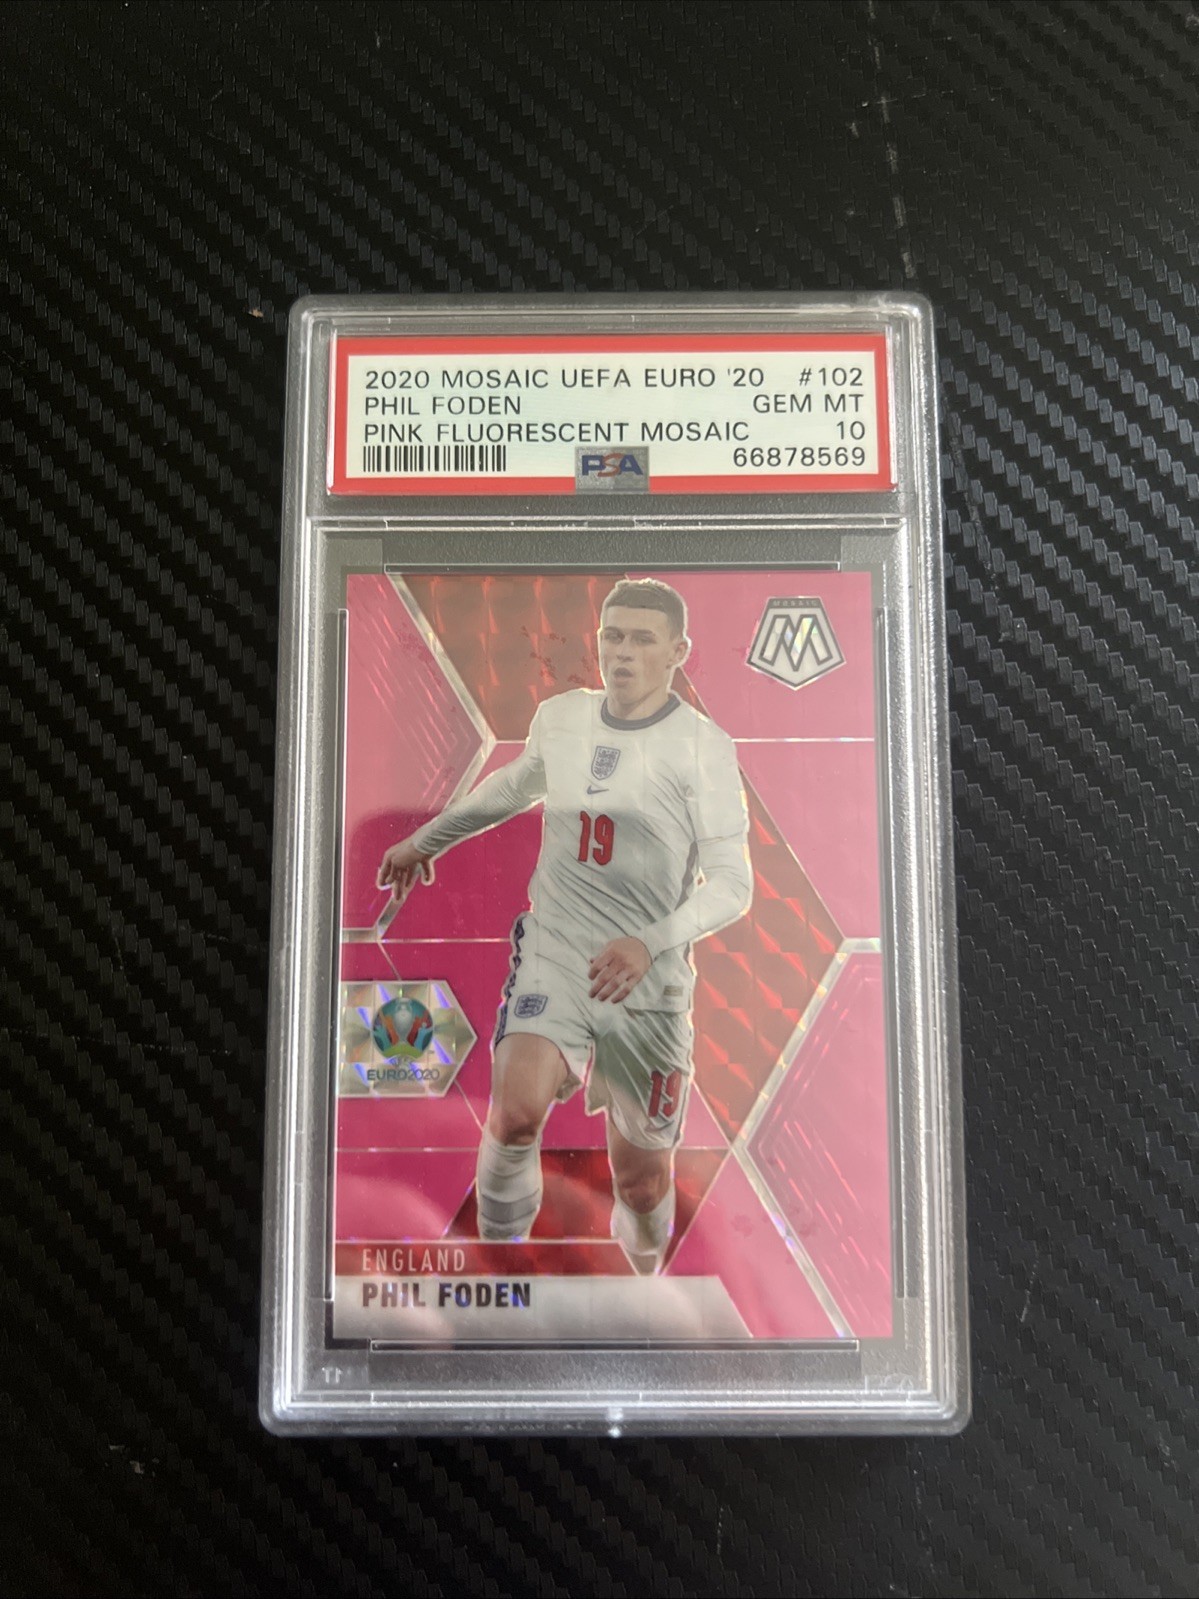 2020 MOSAIC UEFA EURO '20 #102
PHIL FODEN GEM MT
PINK FLUORESCENT MOSAIC 10
PSA 66878569
MOSAIC
M
19
19
EURO2020
ENGLAND
PHIL FODEN